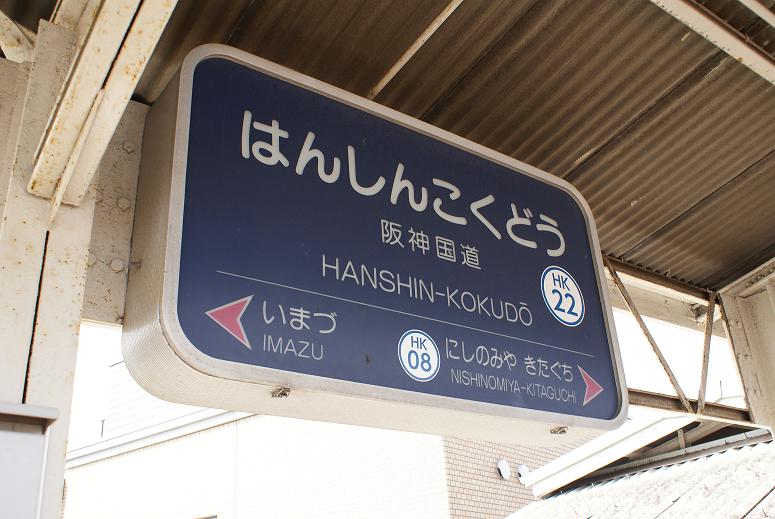 はんしんこくどう
阪神国道
HANSHIN-KOKUDŌ
HK
22
いまづ
IMAZU
HK
08
にしのみや きたぐち
NISHINOMIYA-KITAGUCHI